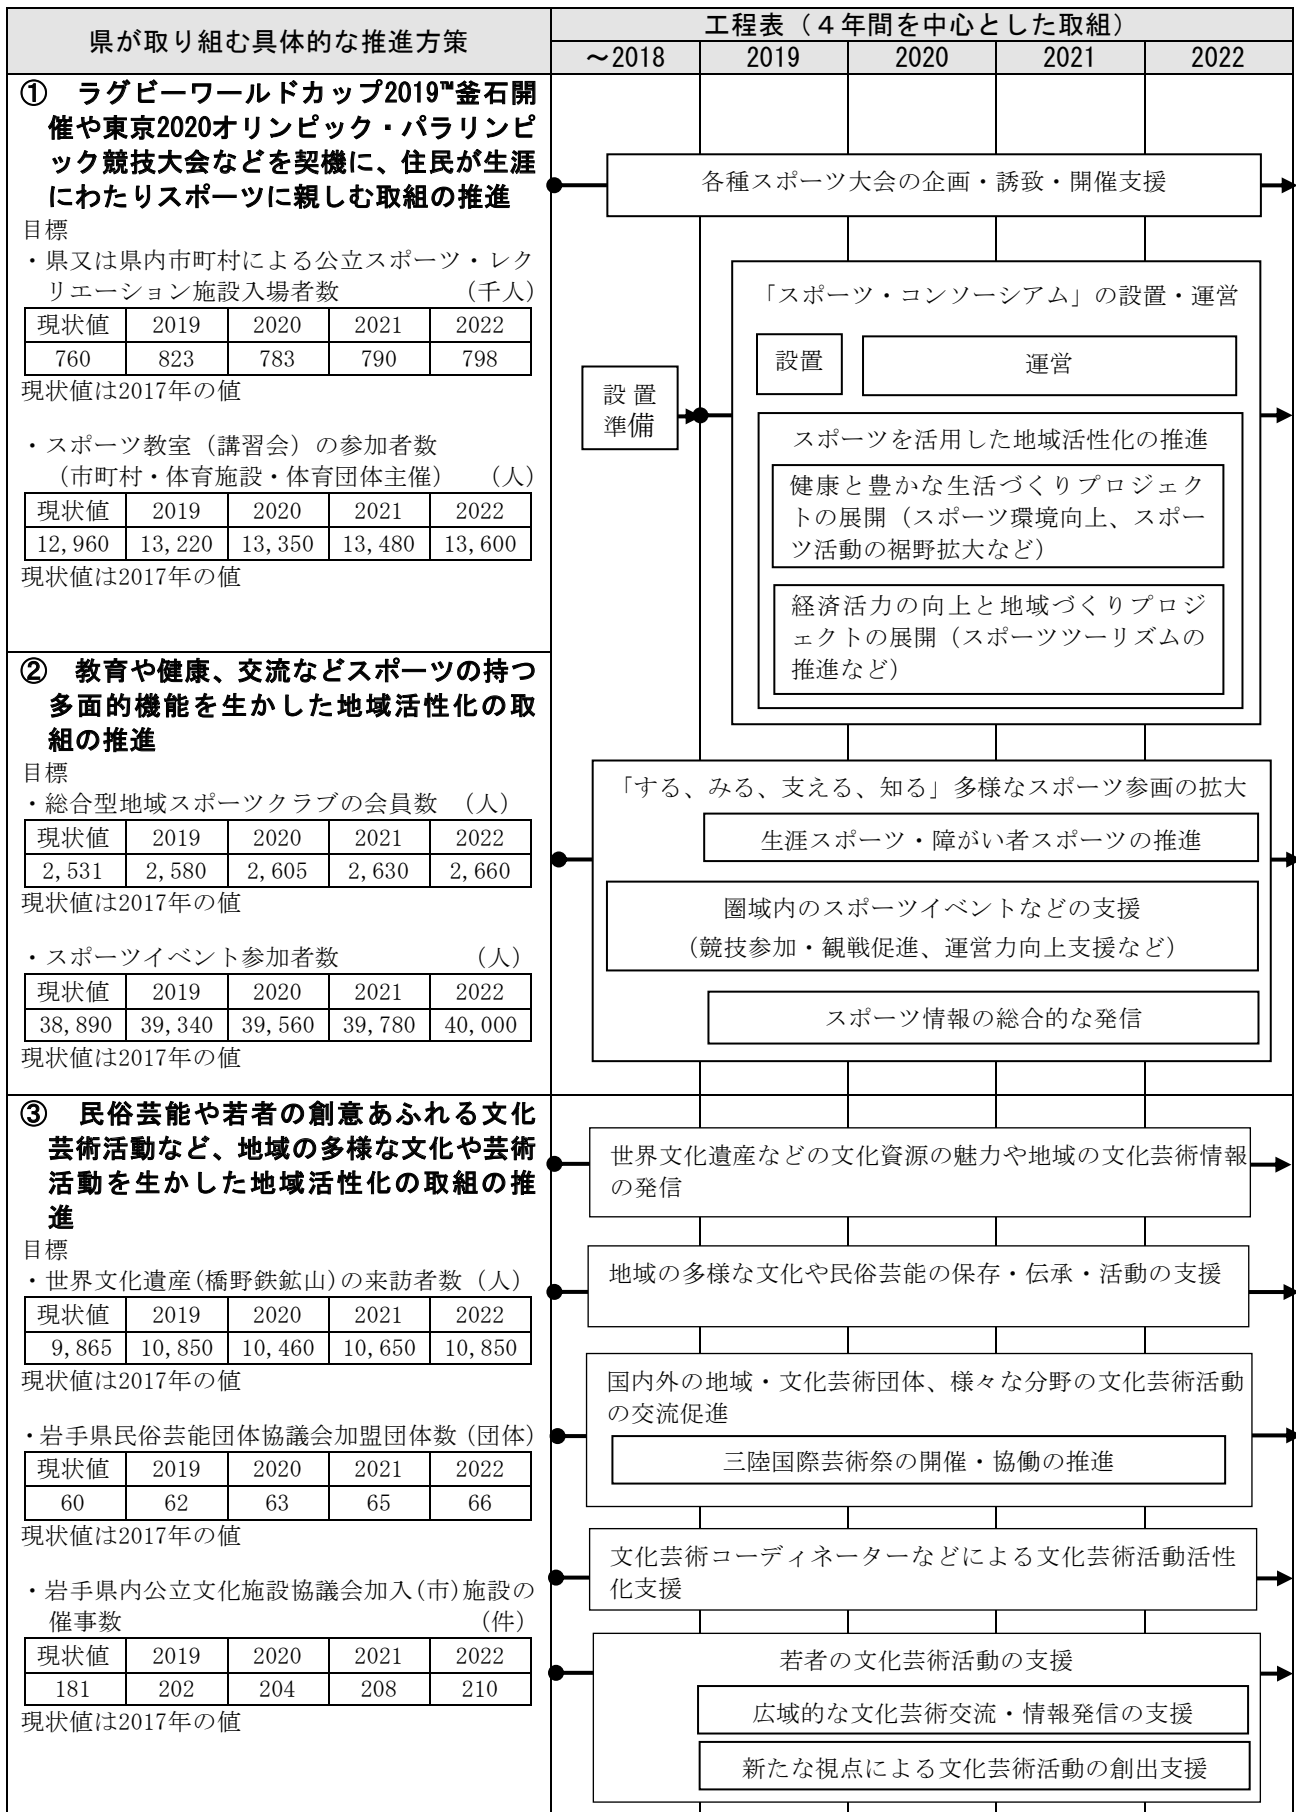 県が取り組む具体的な推進方策
工程表（４年間を中心とした取組）
～2018 2019 2020 2021 2022
①　ラグビーワールドカップ2019™釜石開
催や東京2020オリンピック・パラリンピ
ック競技大会などを契機に、住民が生涯
にわたりスポーツに親しむ取組の推進
目標
・県又は県内市町村による公立スポーツ・レク
リエーション施設入場者数　（千人）
現状値 2019 2020 2021 2022
760 823 783 790 798
現状値は2017年の値
・スポーツ教室（講習会）の参加者数
（市町村・体育施設・体育団体主催）　（人）
現状値 2019 2020 2021 2022
12,960 13,220 13,350 13,480 13,600
現状値は2017年の値
各種スポーツ大会の企画・誘致・開催支援
設置
準備
「スポーツ・コンソーシアム」の設置・運営
設置
運営
スポーツを活用した地域活性化の推進
健康と豊かな生活づくりプロジェク
トの展開（スポーツ環境向上、スポー
ツ活動の裾野拡大など）
経済活力の向上と地域づくりプロジ
ェクトの展開（スポーツツーリズムの
推進など）
②　教育や健康、交流などスポーツの持つ
多面的機能を生かした地域活性化の取
組の推進
目標
・総合型地域スポーツクラブの会員数　（人）
現状値 2019 2020 2021 2022
2,531 2,580 2,605 2,630 2,660
現状値は2017年の値
・スポーツイベント参加者数　（人）
現状値 2019 2020 2021 2022
38,890 39,340 39,560 39,780 40,000
現状値は2017年の値
「する、みる、支える、知る」多様なスポーツ参画の拡大
生涯スポーツ・障がい者スポーツの推進
圏域内のスポーツイベントなどの支援
（競技参加・観戦促進、運営力向上支援など）
スポーツ情報の総合的な発信
③　民俗芸能や若者の創意あふれる文化
芸術活動など、地域の多様な文化や芸術
活動を生かした地域活性化の取組の推
進
目標
・世界文化遺産(橋野鉄鉱山)の来訪者数（人）
現状値 2019 2020 2021 2022
9,865 10,850 10,460 10,650 10,850
現状値は2017年の値
・岩手県民俗芸能団体協議会加盟団体数（団体）
現状値 2019 2020 2021 2022
60 62 63 65 66
現状値は2017年の値
・岩手県内公立文化施設協議会加入(市)施設の
催事数　（件）
現状値 2019 2020 2021 2022
181 202 204 208 210
現状値は2017年の値
世界文化遺産などの文化資源の魅力や地域の文化芸術情報
の発信
地域の多様な文化や民俗芸能の保存・伝承・活動の支援
国内外の地域・文化芸術団体、様々な分野の文化芸術活動
の交流促進
三陸国際芸術祭の開催・協働の推進
文化芸術コーディネーターなどによる文化芸術活動活性
化支援
若者の文化芸術活動の支援
広域的な文化芸術交流・情報発信の支援
新たな視点による文化芸術活動の創出支援